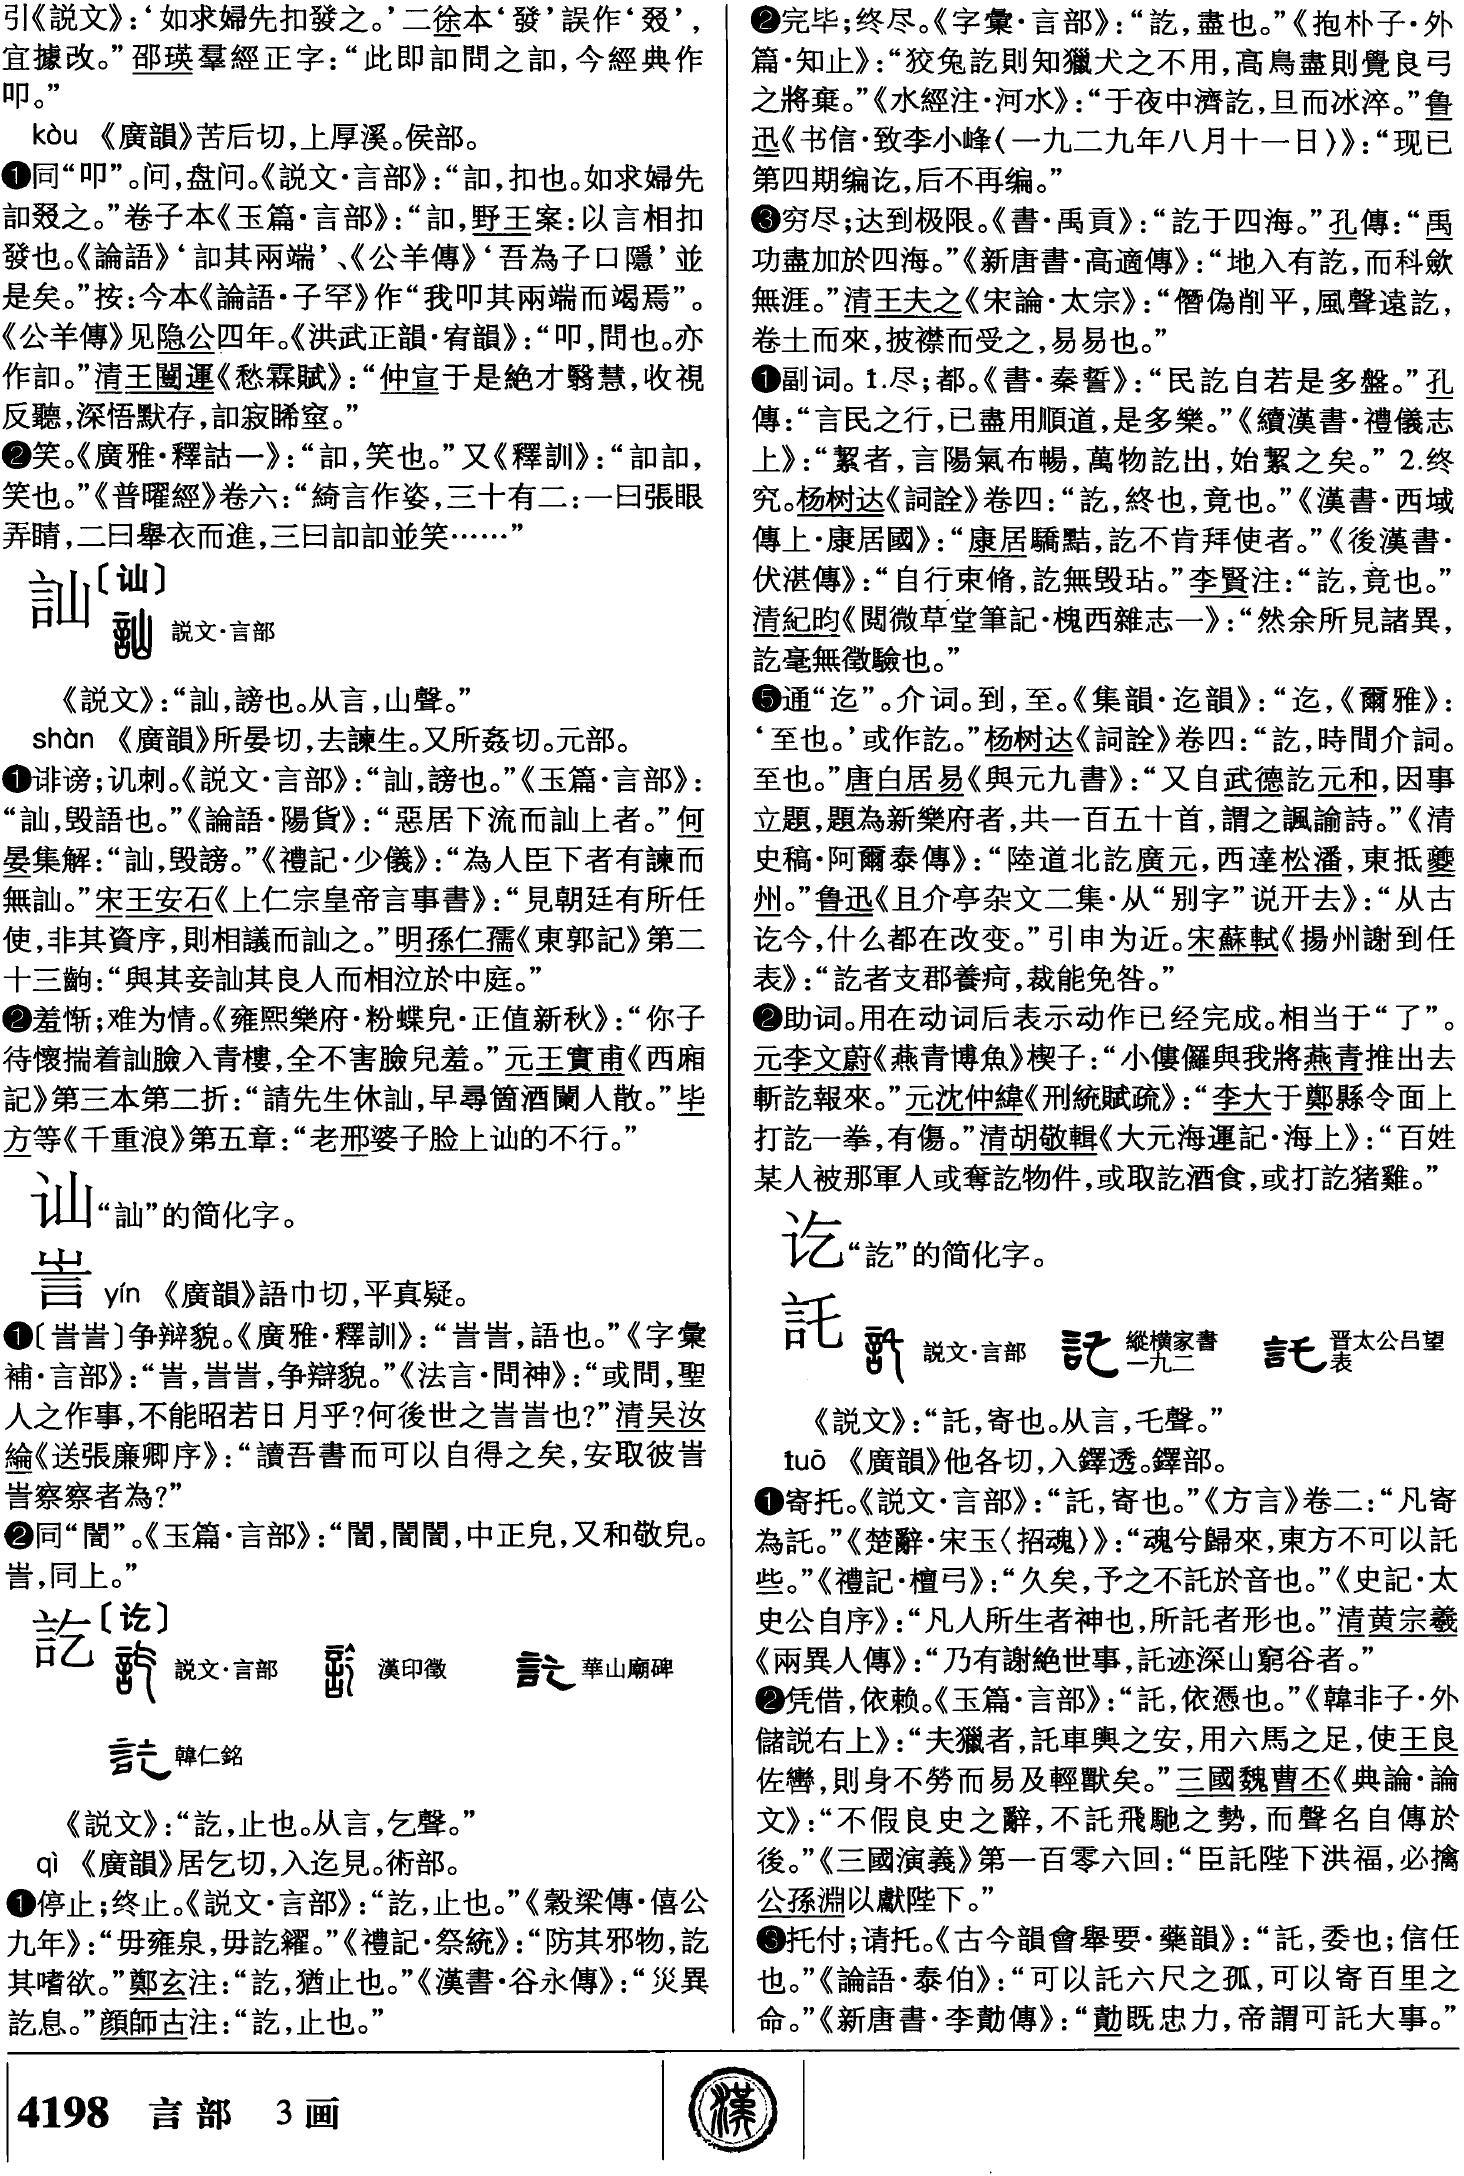 引《説文》：‘如求婦先扣發之。’二徐本‘發’誤作‘叕’，
宜據改。”邵瑛羣經正字：“此即訠問之訠，今經典作
叩。”
kòu 《廣韻》苦后切，上厚溪。侯部。
❶同“叩”。问，盘问。《説文·言部》：“訠，扣也。如求婦先
訠叕之。”卷子本《玉篇·言部》：“訠，野王案：以言相扣
發也。《論語》‘訠其兩端’、《公羊傳》‘吾為子口隱’並
是矣。”按：今本《論語·子罕》作“我叩其兩端而竭焉”。
《公羊傳》见隐公四年。《洪武正韻·宥韻》：“叩，問也。亦
作訠。”清王闓運《愁霖賦》：“仲宣于是絶才翳慧，收視
反聽，深悟默存，訠寂睎窒。”
❷笑。《廣雅·釋詁一》：“訠，笑也。”又《釋訓》：“訠訠，
笑也。”《普曜經》卷六：“綺言作姿，三十有二：一曰張眼
弄睛，二曰舉衣而進，三曰訠訠並笑……”
訕〔讪〕
説文·言部
《説文》：“訕，謗也。从言，山聲。”
shàn 《廣韻》所晏切，去諫生。又所姦切。元部。
❶诽谤；讥刺。《説文·言部》：“訕，謗也。”《玉篇·言部》：
“訕，毁語也。”《論語·陽貨》：“惡居下流而訕上者。”何
晏集解：“訕，毁謗。”《禮記·少儀》：“為人臣下者有諫而
無訕。”宋王安石《上仁宗皇帝言事書》：“見朝廷有所任
使，非其資序，則相議而訕之。”明孫仁孺《東郭記》第二
十三齣：“與其妾訕其良人而相泣於中庭。”
❷羞惭；难为情。《雍熙樂府·粉蝶兒·正值新秋》：“你子
待懷揣着訕臉入青樓，全不害臉兒羞。”元王實甫《西廂
記》第三本第二折：“請先生休訕，早尋箇酒闌人散。”毕
方等《千重浪》第五章：“老邢婆子脸上讪的不行。”
讪“訕”的简化字。
訔 yín 《廣韻》語巾切，平真疑。
❶〔訔訔〕争辩貌。《廣雅·釋訓》：“訔訔，語也。”《字彙
補·言部》：“訔，訔訔，争辯貌。”《法言·問神》：“或問，聖
人之作事，不能昭若日月乎？何後世之訔訔也？”清吴汝
綸《送張廉卿序》：“讀吾書而可以自得之矣，安取彼訔
訔察察者為？”
❷同“誾”。《玉篇·言部》：“誾，誾誾，中正皃，又和敬皃。
訔，同上。”
訖〔讫〕
説文·言部 漢印徵 華山廟碑
韓仁銘
《説文》：“訖，止也。从言，乞聲。”
qì 《廣韻》居乞切，入迄見。術部。
❶停止；终止。《説文·言部》：“訖，止也。”《穀梁傳·僖公
九年》：“毋雍泉，毋訖糴。”《禮記·祭統》：“防其邪物，訖
其嗜欲。”鄭玄注：“訖，猶止也。”《漢書·谷永傳》：“災異
訖息。”顔師古注：“訖，止也。”
❷完毕；终尽。《字彙·言部》：“訖，盡也。”《抱朴子·外
篇·知止》：“狡兔訖則知獵犬之不用，高鳥盡則覺良弓
之將棄。”《水經注·河水》：“于夜中濟訖，旦而冰泮。”鲁
迅《书信·致李小峰〈一九二九年八月十一日〉》：“现已
第四期编讫，后不再编。”
❸穷尽；达到极限。《書·禹貢》：“訖于四海。”孔傳：“禹
功盡加於四海。”《新唐書·高適傳》：“地入有訖，而科斂
無涯。”清王夫之《宋論·太宗》：“僭偽削平，風聲遠訖，
卷土而來，披襟而受之，易易也。”
❶副词。1.尽；都。《書·秦誓》：“民訖自若是多盤。”孔
傳：“言民之行，已盡用順道，是多樂。”《續漢書·禮儀志
上》：“絜者，言陽氣布暢，萬物訖出，始絜之矣。”2.终
究。杨树达《詞詮》卷四：“訖，終也，竟也。”《漢書·西域
傳上·康居國》：“康居驕黠，訖不肯拜使者。”《後漢書·
伏湛傳》：“自行束脩，訖無毁玷。”李賢注：“訖，竟也。”
清紀昀《閲微草堂筆記·槐西雜志一》：“然余所見諸異，
訖毫無徵驗也。”
❺通“迄”。介词。到，至。《集韻·迄韻》：“迄，《爾雅》：
‘至也。’或作訖。”杨树达《詞詮》卷四：“訖，時間介詞。
至也。”唐白居易《與元九書》：“又自武德訖元和，因事
立題，題為新樂府者，共一百五十首，謂之諷諭詩。”《清
史稿·阿爾泰傳》：“陸道北訖廣元，西達松潘，東抵夔
州。”鲁迅《且介亭杂文二集·从“别字”说开去》：“从古
讫今，什么都在改变。”引申为近。宋蘇軾《揚州謝到任
表》：“訖者支郡養疴，裁能免咎。”
❷助词。用在动词后表示动作已经完成。相当于“了”。
元李文蔚《燕青博魚》楔子：“小僂儸與我將燕青推出去
斬訖報來。”元沈仲緯《刑統賦疏》：“李大于鄭縣令面上
打訖一拳，有傷。”清胡敬輯《大元海運記·海上》：“百姓
某人被那軍人或奪訖物件，或取訖酒食，或打訖猪雞。”
讫“訖”的简化字。
託
説文·言部 縱横家書一九二 晋太公吕望表
《説文》：“託，寄也。从言，乇聲。”
tuō 《廣韻》他各切，入鐸透。鐸部。
❶寄托。《説文·言部》：“託，寄也。”《方言》卷二：“凡寄
為託。”《楚辭·宋玉〈招魂〉》：“魂兮歸來，東方不可以託
些。”《禮記·檀弓》：“久矣，予之不託於音也。”《史記·太
史公自序》：“凡人所生者神也，所託者形也。”清黄宗羲
《兩異人傳》：“乃有謝絶世事，託迹深山窮谷者。”
❷凭借，依赖。《玉篇·言部》：“託，依憑也。”《韓非子·外
儲説右上》：“夫獵者，託車輿之安，用六馬之足，使王良
佐轡，則身不勞而易及輕獸矣。”三國魏曹丕《典論·論
文》：“不假良史之辭，不託飛馳之勢，而聲名自傳於
後。”《三國演義》第一百零六回：“臣託陛下洪福，必擒
公孫淵以獻陛下。”
❸托付；请托。《古今韻會舉要·藥韻》：“託，委也；信任
也。”《論語·泰伯》：“可以託六尺之孤，可以寄百里之
命。”《新唐書·李勣傳》：“勣既忠力，帝謂可託大事。”
4198 言部 3画
漢